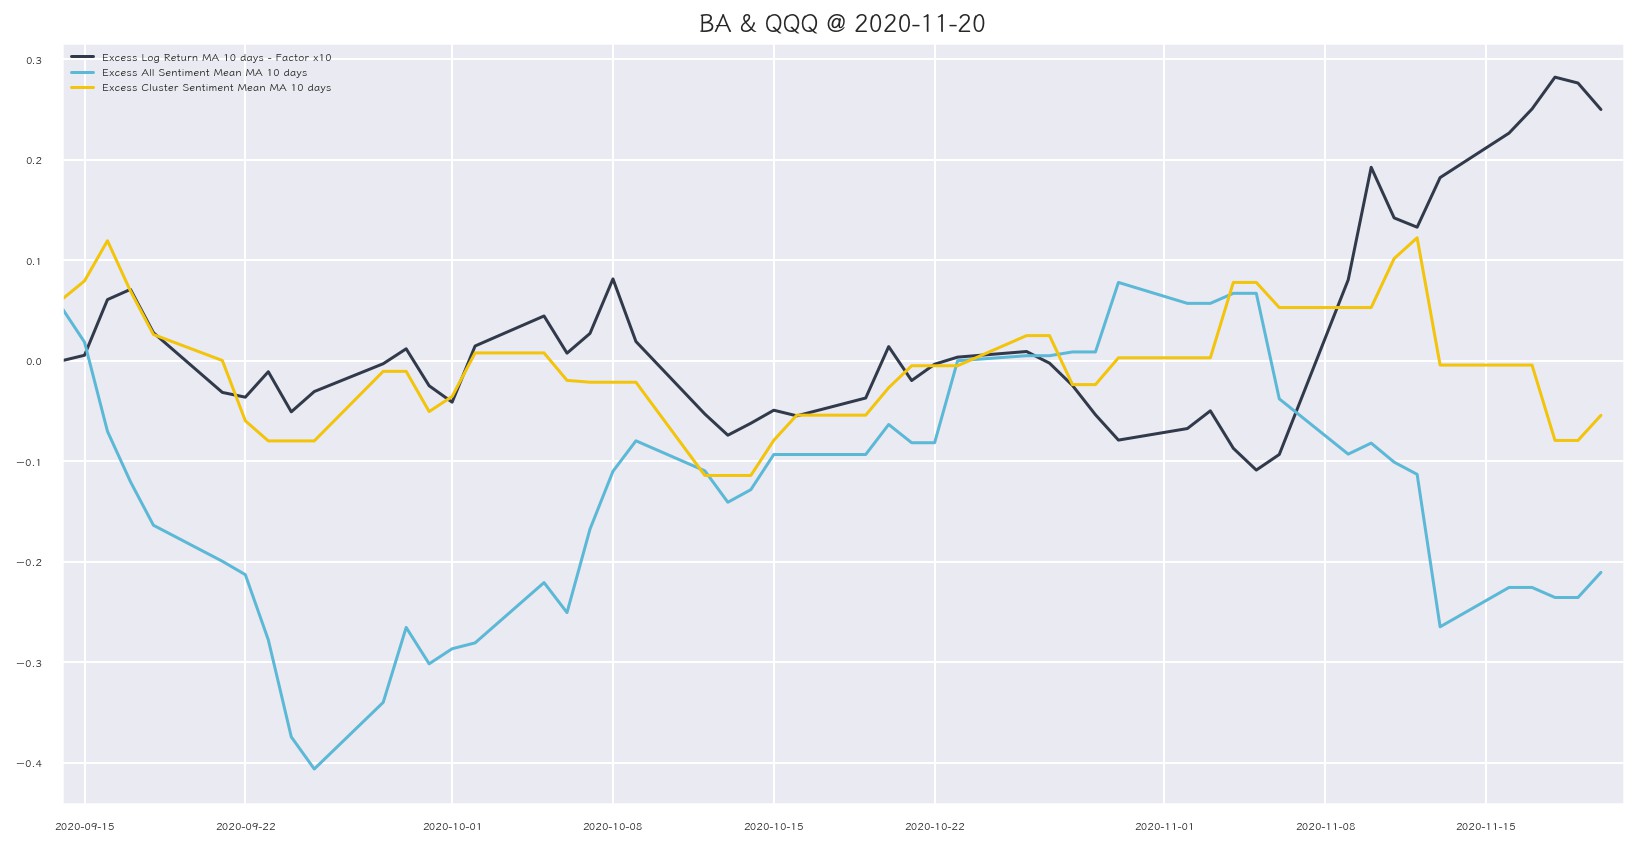 BA & QQQ @ 2020-11-20
Excess Log Return MA 10 days - Factor x10
Excess All Sentiment Mean MA 10 days
Excess Cluster Sentiment Mean MA 10 days
0.3
0.2
0.1
0.0
−0.1
−0.2
−0.3
−0.4
2020-09-15 2020-09-22 2020-10-01 2020-10-08 2020-10-15 2020-10-22 2020-11-01 2020-11-08 2020-11-15